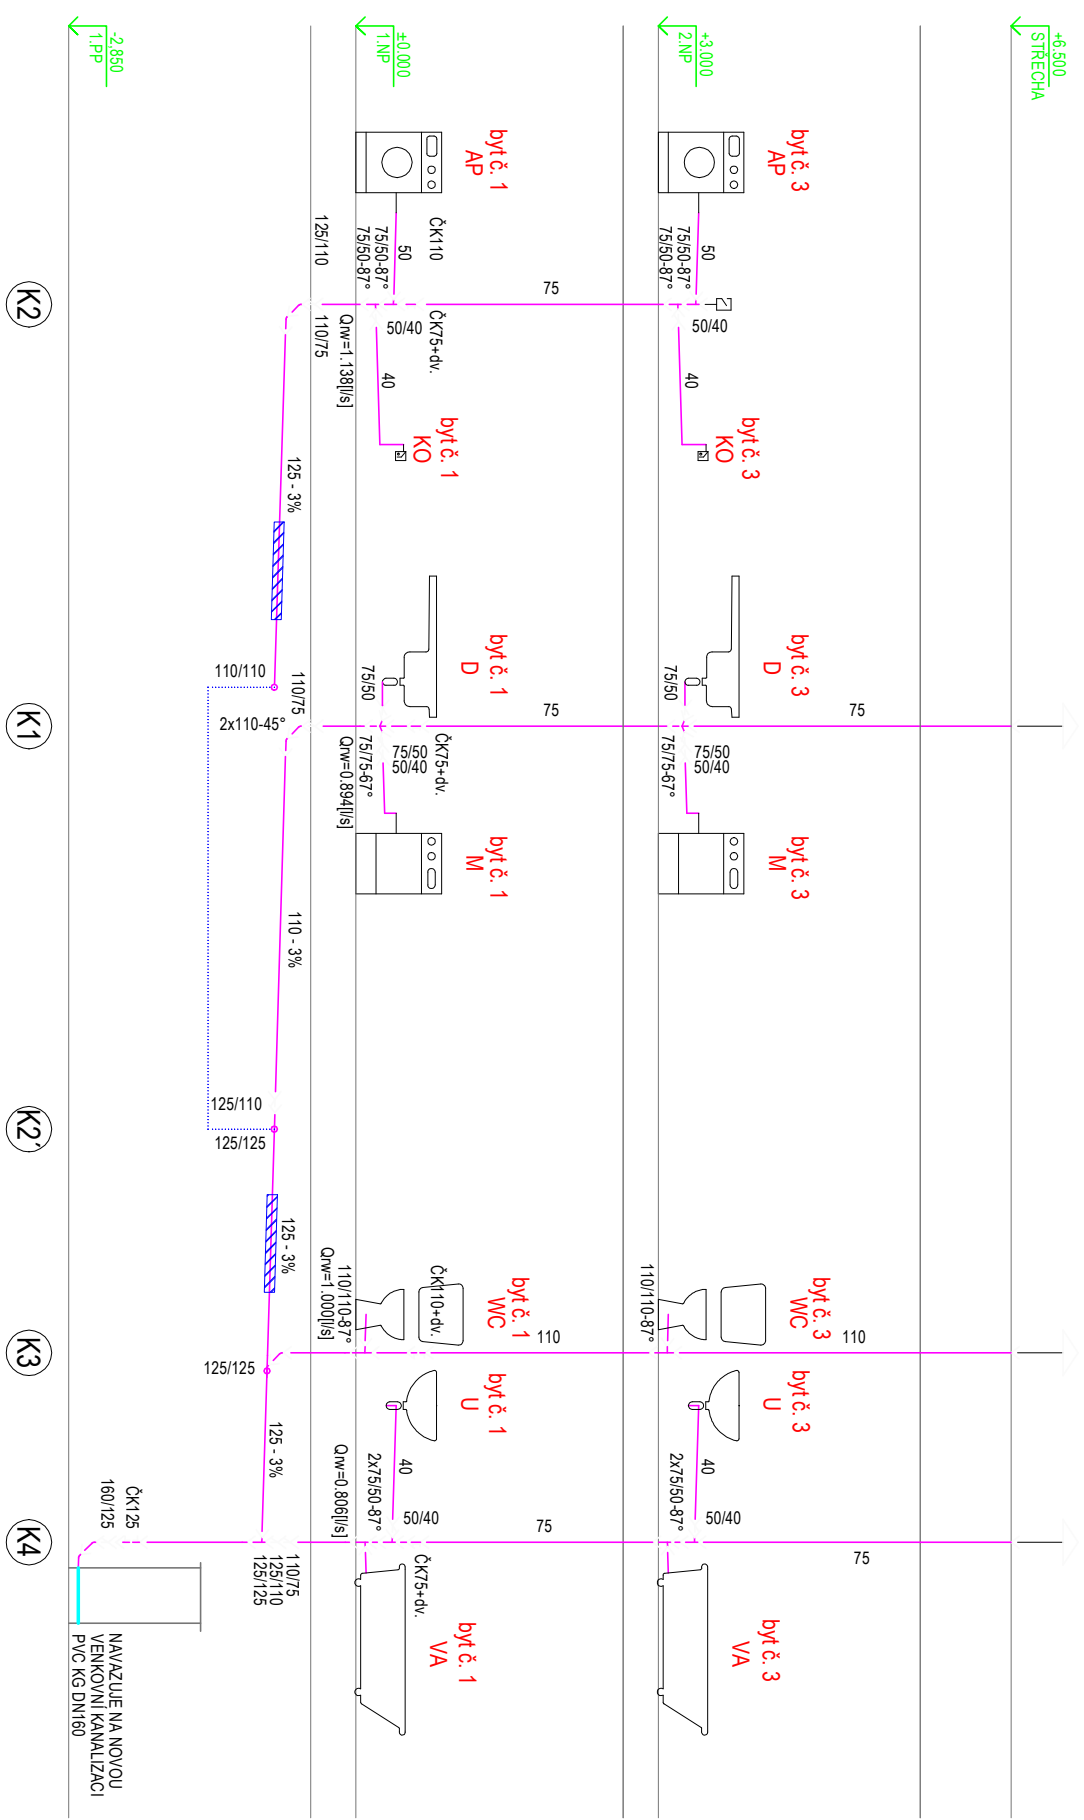 +6.500
STŘECHA
+3.000
2.NP
±0.000
1.NP
-2.850
1.PP
byt č. 3
AP
75/50-87°
75/50-87°
50
75
50/40
40
byt č. 3
KO
byt č. 3
D
75/50
75
75/50
50/40
75/75-67°
byt č. 3
M
byt č. 3
WC
110/110-87°
110
byt č. 3
U
40
2x75/50-87°
50/40
75
byt č. 3
VA
byt č. 1
AP
ČK110
50
75/50-87°
75/50-87°
ČK75+dv.
50/40
40
byt č. 1
KO
byt č. 1
D
75/50
75
ČK75+dv.
75/50
50/40
75/75-67°
byt č. 1
M
byt č. 1
WC
ČK110+dv.
110/110-87°
110
byt č. 1
U
40
2x75/50-87°
50/40
75
ČK75+dv.
byt č. 1
VA
125/110
110/75
Qrw=1.138[l/s]
125 - 3%
110/110
110/75
2x110-45°
Qrw=0.894[l/s]
110 - 3%
125/110
125/125
125 - 3%
Qrw=1.000[l/s]
125/125
125 - 3%
Qrw=0.806[l/s]
110/75
125/110
125/125
ČK125
160/125
NAVAZUJE NA NOVOU
VENKOVNÍ KANALIZACI
PVC KG DN160
K2
K1
K2´
K3
K4